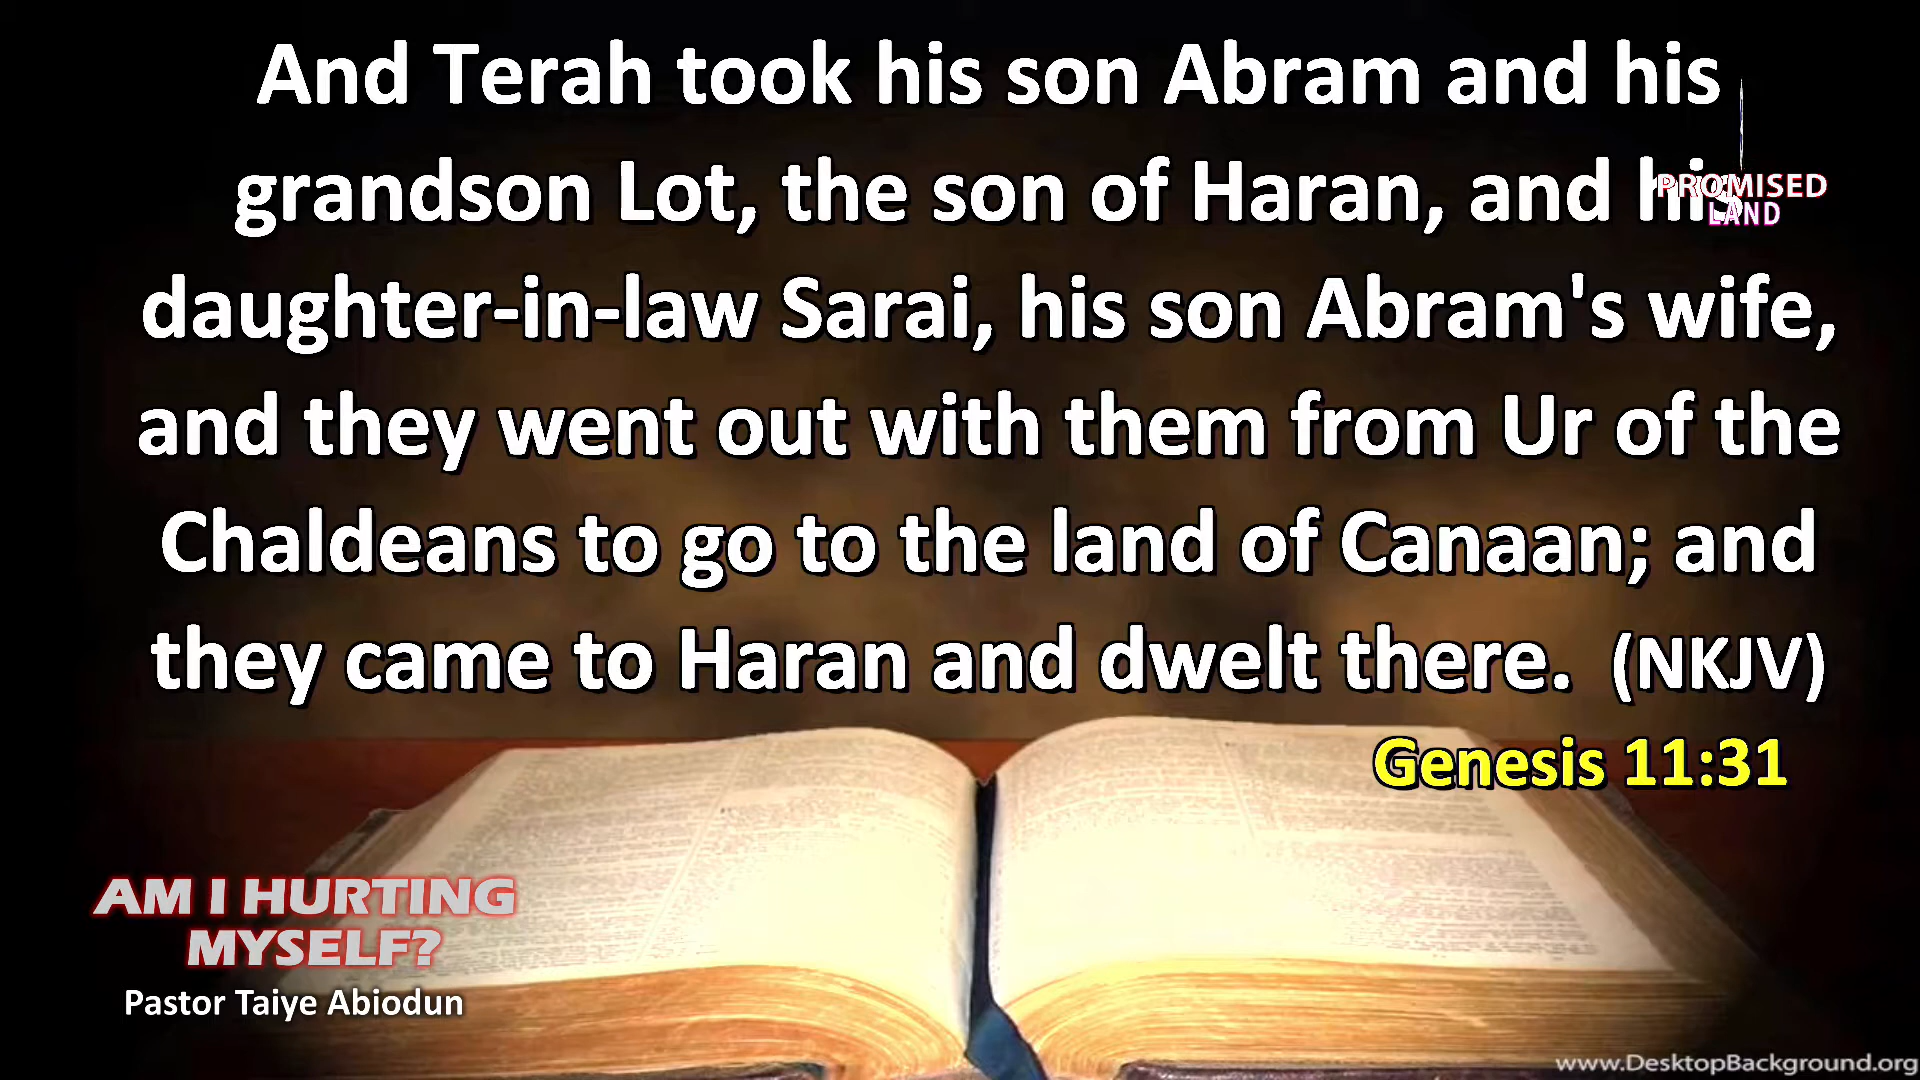 And Terah took his son Abram and his
grandson Lot, the son of Haran, and his
PROMISED
LAND
daughter-in-law Sarai, his son Abram's wife,
and they went out with them from Ur of the
Chaldeans to go to the land of Canaan; and
they came to Haran and dwelt there. (NKJV)
Genesis 11:31
AM I HURTING
MYSELF?
Pastor Taiye Abiodun
www.DesktopBackground.org